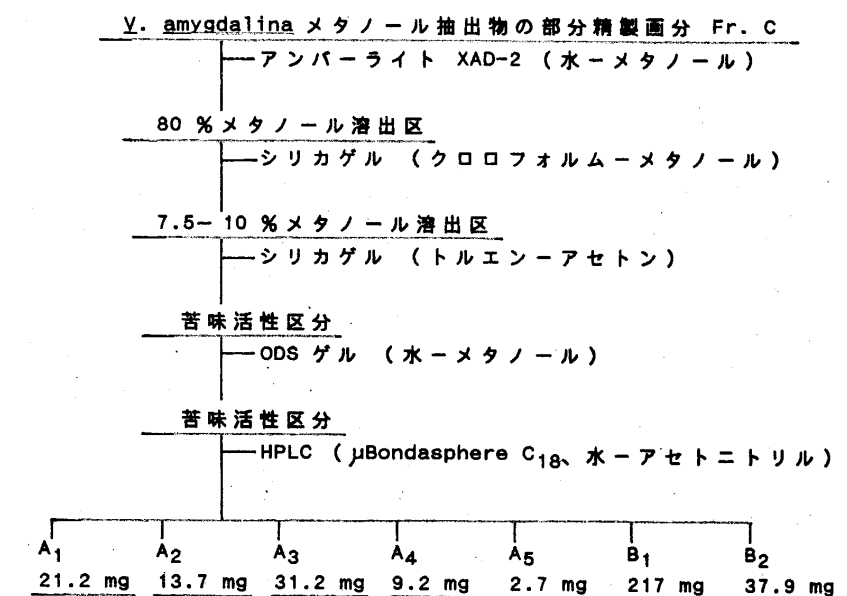 V. amygdalina メタノール抽出物の部分精製画分 Fr. C
アンバーライト XAD-2 (水ーメタノール)
80 %メタノール溶出区
シリカゲル (クロロフォルムーメタノール)
7.5- 10 %メタノール溶出区
シリカゲル (トルエンーアセトン)
苦味活性区分
ODS ゲル (水ーメタノール)
苦味活性区分
HPLC (μBondasphere C18、水ーアセトニトリル)
A1 A2 A3 A4 A5 B1 B2
21.2 mg 13.7 mg 31.2 mg 9.2 mg 2.7 mg 217 mg 37.9 mg